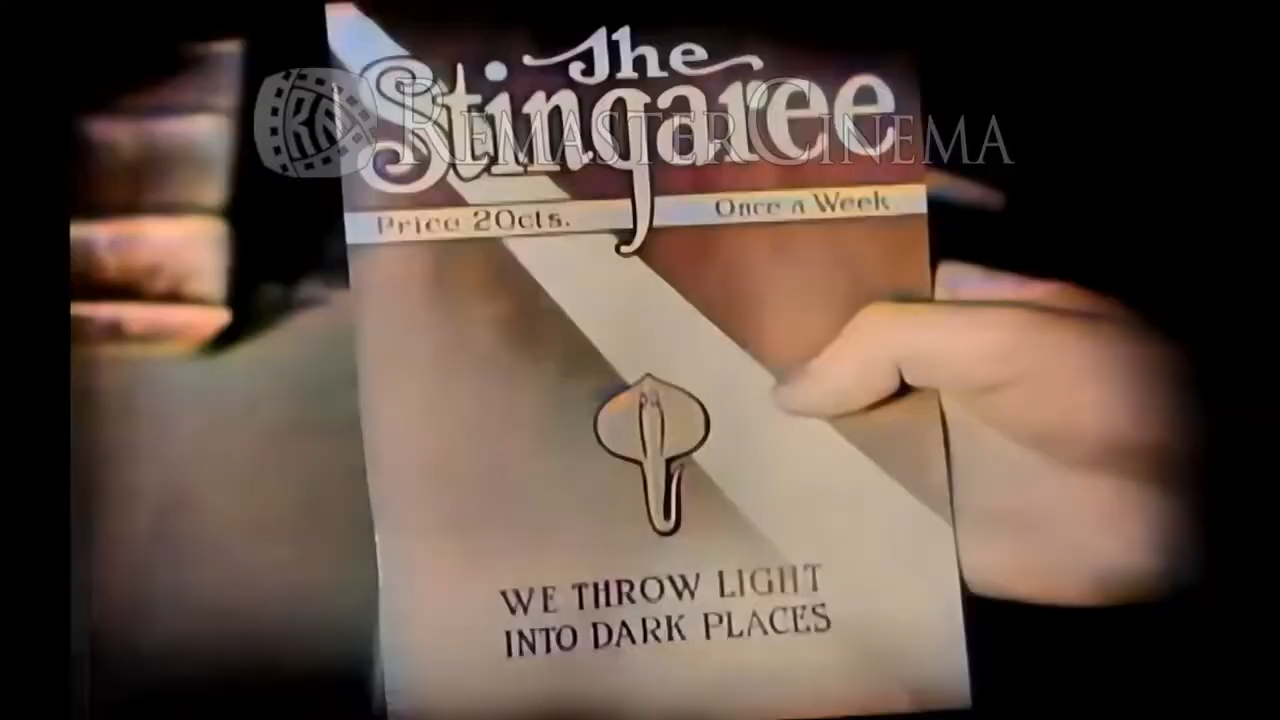 The
Stingaree
REMASTER CINEMA
Price 20cts.
Once a Week
WE THROW LIGHT
INTO DARK PLACES